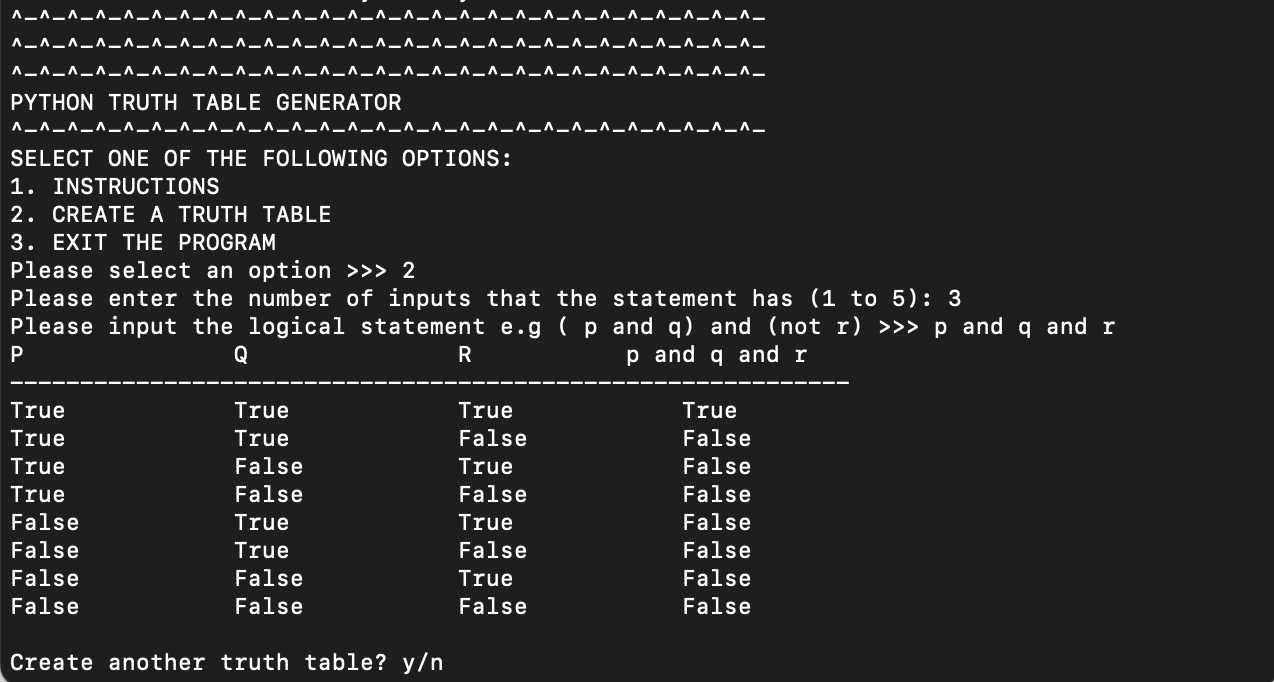 ^_^_^_^_^_^_^_^_^_^_^_^_^_^_^_^_^_^_^_^_^_^_^_^_^_^_^_
^_^_^_^_^_^_^_^_^_^_^_^_^_^_^_^_^_^_^_^_^_^_^_^_^_^_^_
^_^_^_^_^_^_^_^_^_^_^_^_^_^_^_^_^_^_^_^_^_^_^_^_^_^_^_
PYTHON TRUTH TABLE GENERATOR
^_^_^_^_^_^_^_^_^_^_^_^_^_^_^_^_^_^_^_^_^_^_^_^_^_^_^_
SELECT ONE OF THE FOLLOWING OPTIONS:
1. INSTRUCTIONS
2. CREATE A TRUTH TABLE
3. EXIT THE PROGRAM
Please select an option >>> 2
Please enter the number of inputs that the statement has (1 to 5): 3
Please input the logical statement e.g ( p and q) and (not r) >>> p and q and r
P               Q               R           p and q and r
------------------------------------------------------------
True            True            True            True
True            True            False           False
True            False           True            False
True            False           False           False
False           True            True            False
False           True            False           False
False           False           True            False
False           False           False           False
Create another truth table? y/n